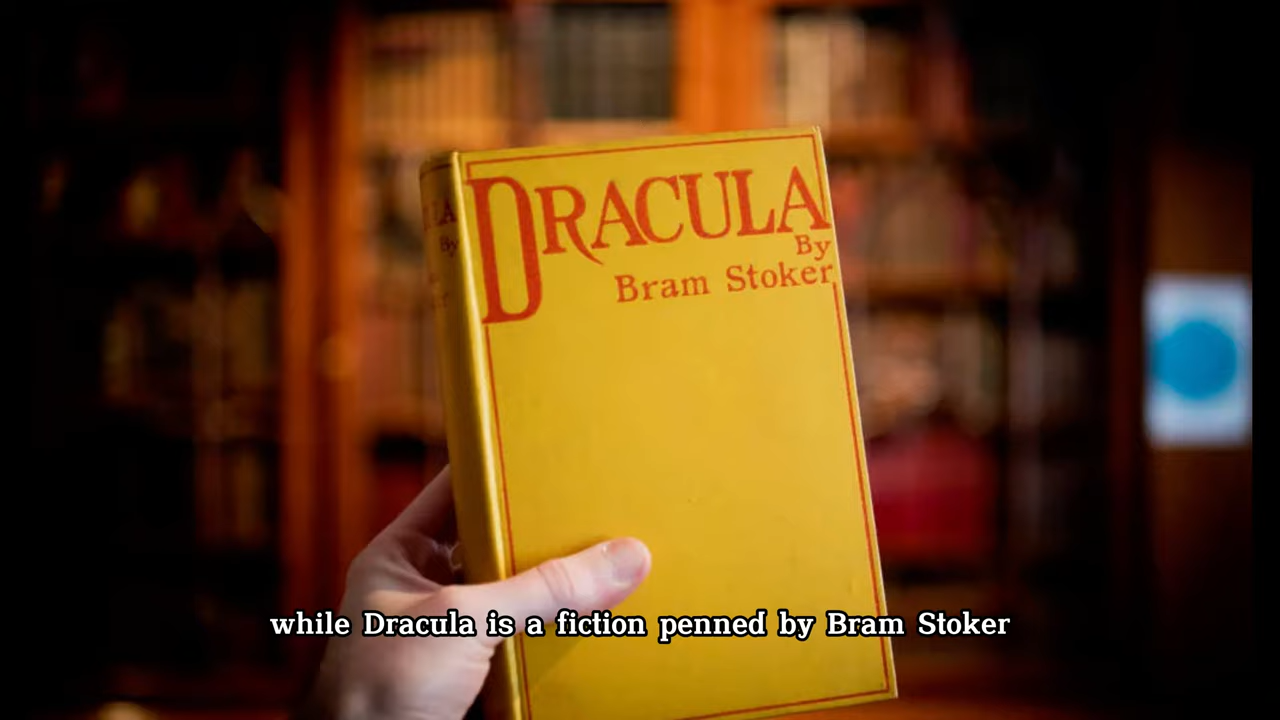 DRACULA
By
Bram Stoker
while Dracula is a fiction penned by Bram Stoker